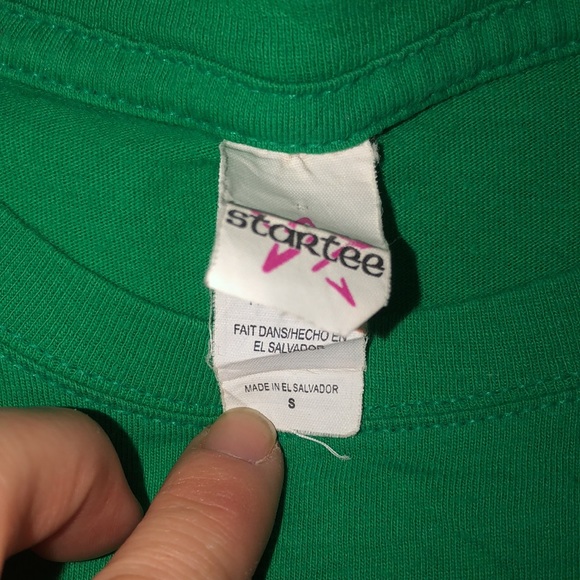 startee
FAIT DANS/HECHO EN
EL SALVADOR
MADE IN EL SALVADOR
S